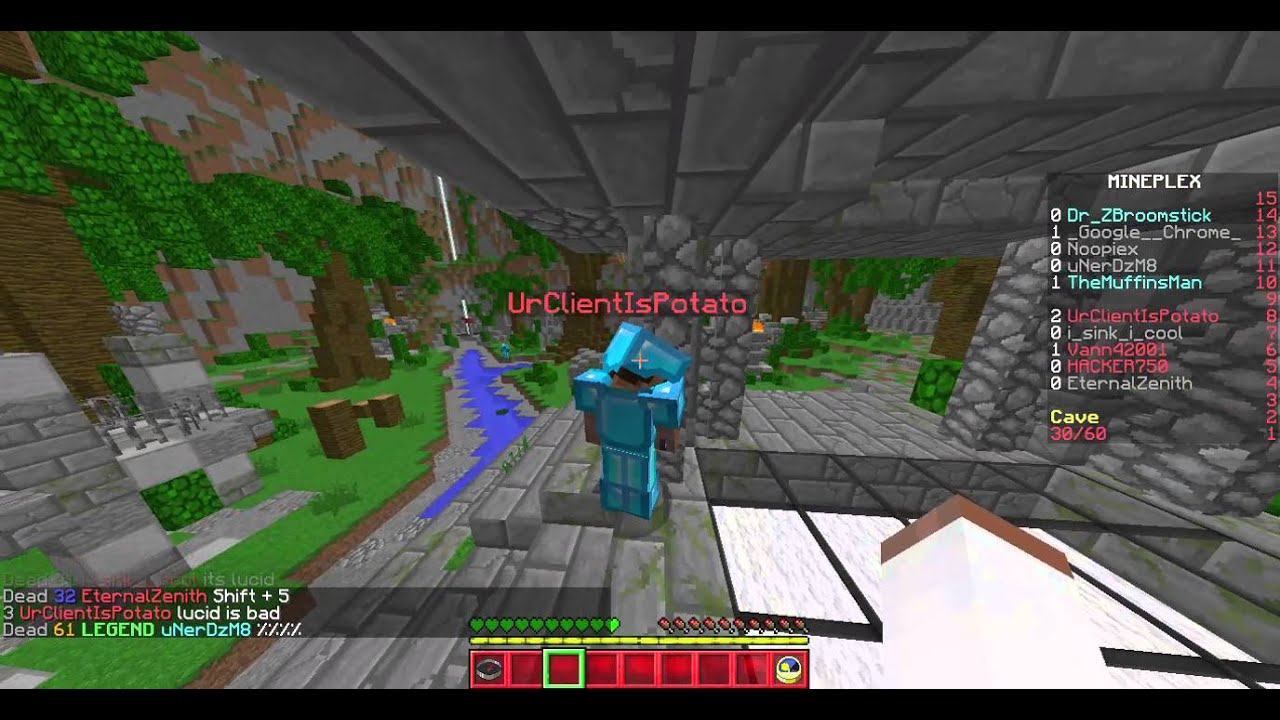 MINEPLEX
15
0 Dr_ZBroomstick 14
1 _Google__Chrome_ 13
0 Noopiex 12
0 uNerDzM8 11
1 TheMuffinsMan 10
9
2 UrClientIsPotato 8
0 i_sink_i_cool 7
1 Vann42001 6
0 HACKER750 5
0 EternalZenith 4
3
Cave 2
30/60 1
UrClientIsPotato
Dead i_sink_i_cool its lucid
Dead 32 EternalZenith Shift + 5
3 UrClientIsPotato lucid is bad
Dead 61 LEGEND uNerDzM8 %%%%